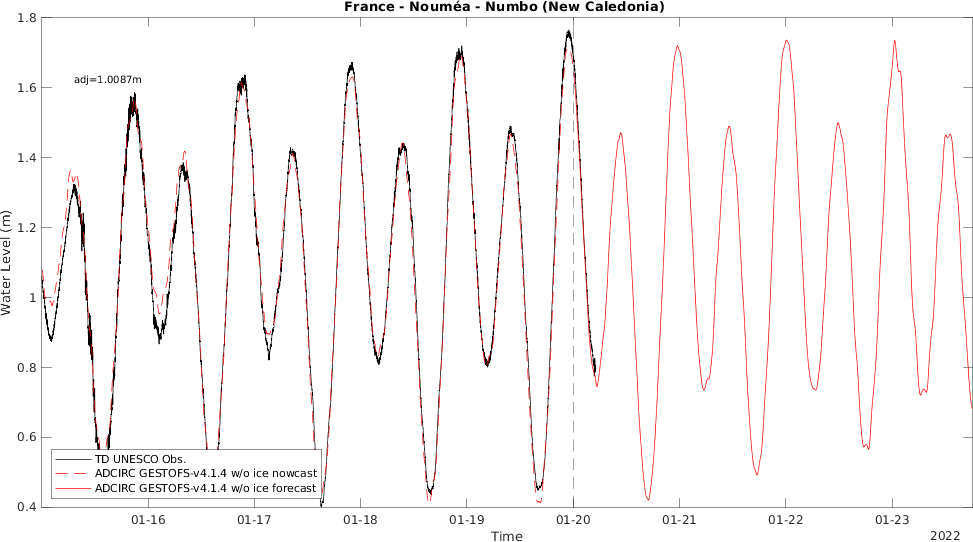 France - Nouméa - Numbo (New Caledonia)
1.8
1.6
1.4
1.2
1
0.8
0.6
0.4
Water Level (m)
adj=1.0087m
TD UNESCO Obs.
ADCIRC GESTOFS-v4.1.4 w/o ice nowcast
ADCIRC GESTOFS-v4.1.4 w/o ice forecast
01-16 01-17 01-18 01-19 01-20 01-21 01-22 01-23
Time
2022